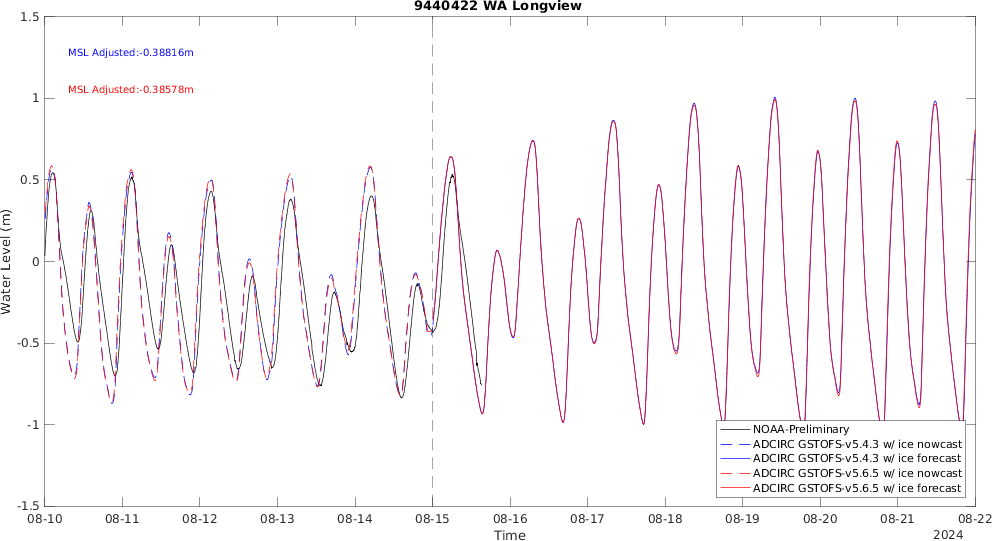 9440422 WA Longview
1.5
MSL Adjusted:-0.38816m
MSL Adjusted:-0.38578m
1
0.5
0
-0.5
-1
-1.5
Water Level (m)
NOAA-Preliminary
ADCIRC GSTOFS-v5.4.3 w/ ice nowcast
ADCIRC GSTOFS-v5.4.3 w/ ice forecast
ADCIRC GSTOFS-v5.6.5 w/ ice nowcast
ADCIRC GSTOFS-v5.6.5 w/ ice forecast
08-10 08-11 08-12 08-13 08-14 08-15 08-16 08-17 08-18 08-19 08-20 08-21 08-22
Time
2024